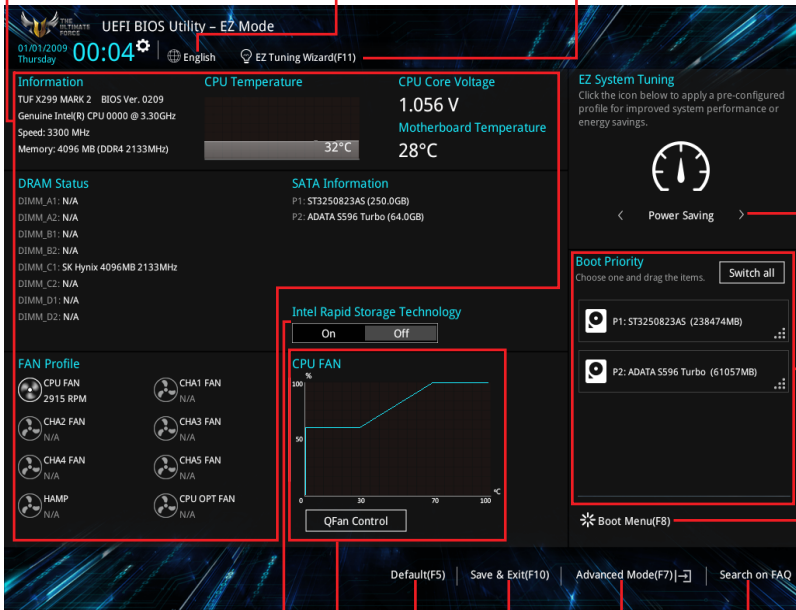 THE ULTIMATE FORCE
UEFI BIOS Utility – EZ Mode
01/01/2009
Thursday
00:04
English
EZ Tuning Wizard(F11)
Information
TUF X299 MARK 2 BIOS Ver. 0209
Genuine Intel(R) CPU 0000 @ 3.30GHz
Speed: 3300 MHz
Memory: 4096 MB (DDR4 2133MHz)
CPU Temperature
32°C
CPU Core Voltage
1.056 V
Motherboard Temperature
28°C
EZ System Tuning
Click the icon below to apply a pre-configured
profile for improved system performance or
energy savings.
Power Saving
DRAM Status
DIMM_A1: N/A
DIMM_A2: N/A
DIMM_B1: N/A
DIMM_B2: N/A
DIMM_C1: SK Hynix 4096MB 2133MHz
DIMM_C2: N/A
DIMM_D1: N/A
DIMM_D2: N/A
SATA Information
P1: ST3250823AS (250.0GB)
P2: ADATA S596 Turbo (64.0GB)
Intel Rapid Storage Technology
On Off
Boot Priority
Choose one and drag the items.
Switch all
P1: ST3250823AS (238474MB)
P2: ADATA S596 Turbo (61057MB)
FAN Profile
CPU FAN
2915 RPM
CHA1 FAN
N/A
CHA2 FAN
N/A
CHA3 FAN
N/A
CHA4 FAN
N/A
CHA5 FAN
N/A
HAMP
N/A
CPU OPT FAN
N/A
CPU FAN
%
100
50
0 30 70 100
°C
QFan Control
Boot Menu(F8)
Default(F5)
Save & Exit(F10)
Advanced Mode(F7)
Search on FAQ